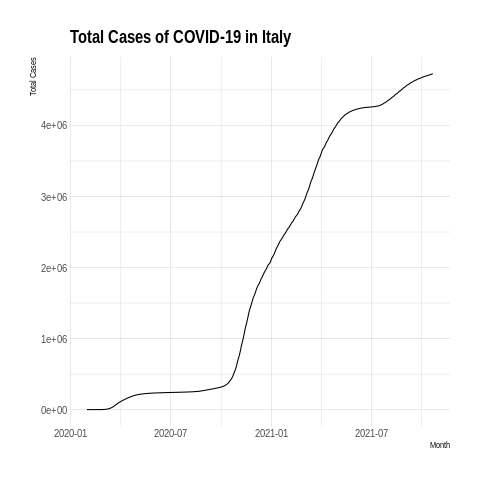 Total Cases of COVID-19 in Italy
Total Cases
4e+06
3e+06
2e+06
1e+06
0e+00
2020-01 2020-07 2021-01 2021-07
Month